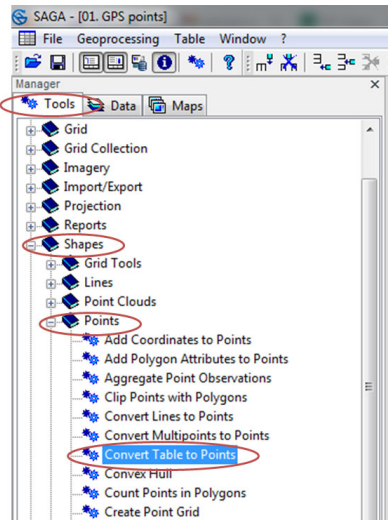 SAGA - [01. GPS points]
File Geoprocessing Table Window ?
Manager
Tools Data Maps
Grid
Grid Collection
Imagery
Import/Export
Projection
Reports
Shapes
Grid Tools
Lines
Point Clouds
Points
Add Coordinates to Points
Add Polygon Attributes to Points
Aggregate Point Observations
Clip Points with Polygons
Convert Lines to Points
Convert Multipoints to Points
Convert Table to Points
Convex Hull
Count Points in Polygons
Create Point Grid